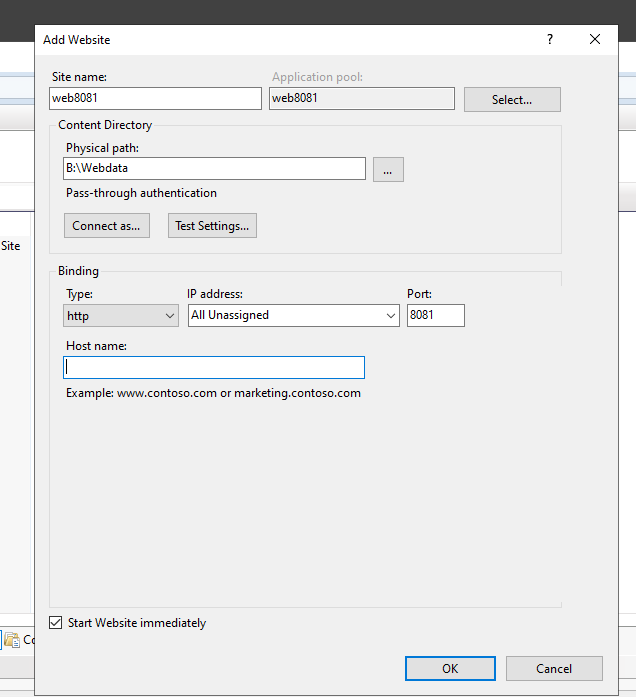 Add Website
?
Site name:
Application pool:
web8081
web8081
Select...
Content Directory
Physical path:
B:\Webdata
...
Pass-through authentication
Connect as...
Test Settings...
Site
Binding
Type:
IP address:
Port:
http
All Unassigned
8081
Host name:
Example: www.contoso.com or marketing.contoso.com
Start Website immediately
OK
Cancel